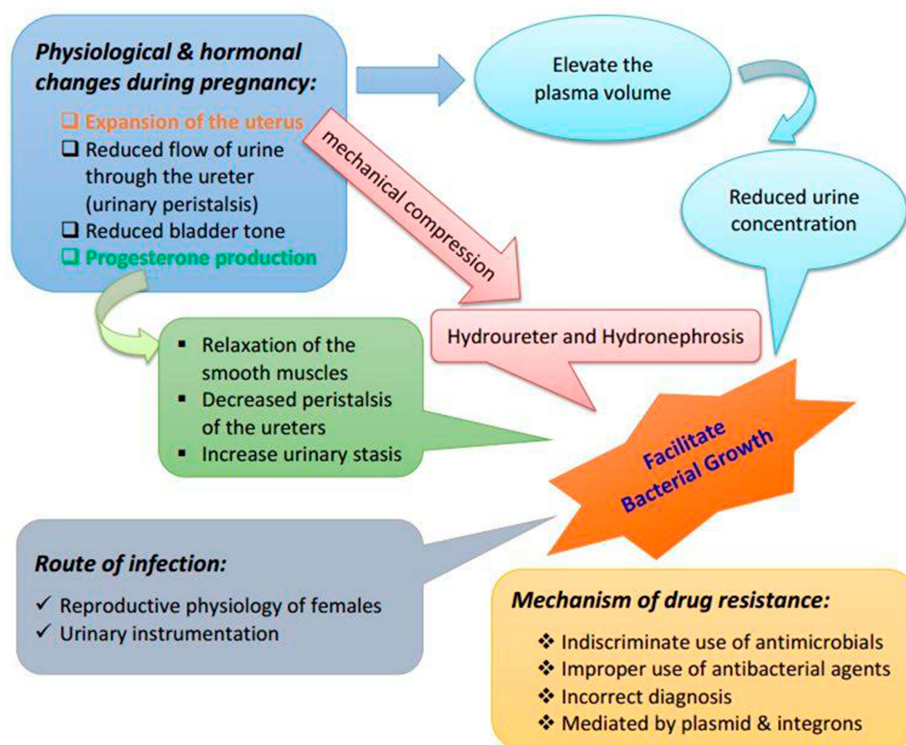 Physiological & hormonal
changes during pregnancy:
❑ Expansion of the uterus
❑ Reduced flow of urine
through the ureter
(urinary peristalsis)
❑ Reduced bladder tone
❑ Progesterone production
Elevate the
plasma volume
mechanical compression
Reduced urine
concentration
Hydroureter and Hydronephrosis
▪ Relaxation of the
smooth muscles
▪ Decreased peristalsis
of the ureters
▪ Increase urinary stasis
Facilitate
Bacterial Growth
Route of infection:
✓ Reproductive physiology of females
✓ Urinary instrumentation
Mechanism of drug resistance:
❖ Indiscriminate use of antimicrobials
❖ Improper use of antibacterial agents
❖ Incorrect diagnosis
❖ Mediated by plasmid & integrons